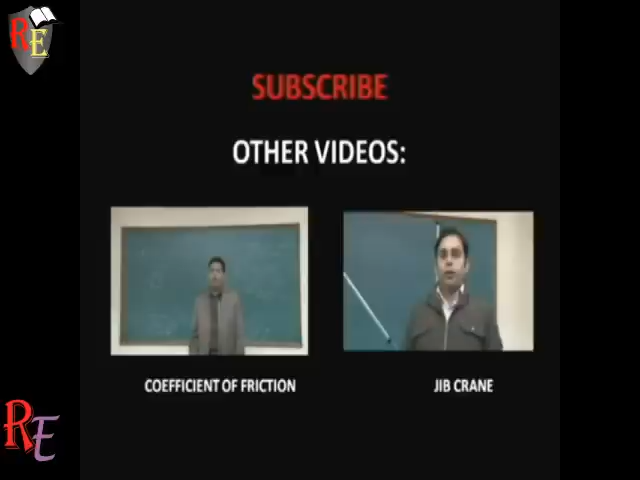 RE
SUBSCRIBE
OTHER VIDEOS:
COEFFICIENT OF FRICTION
JIB CRANE
RE